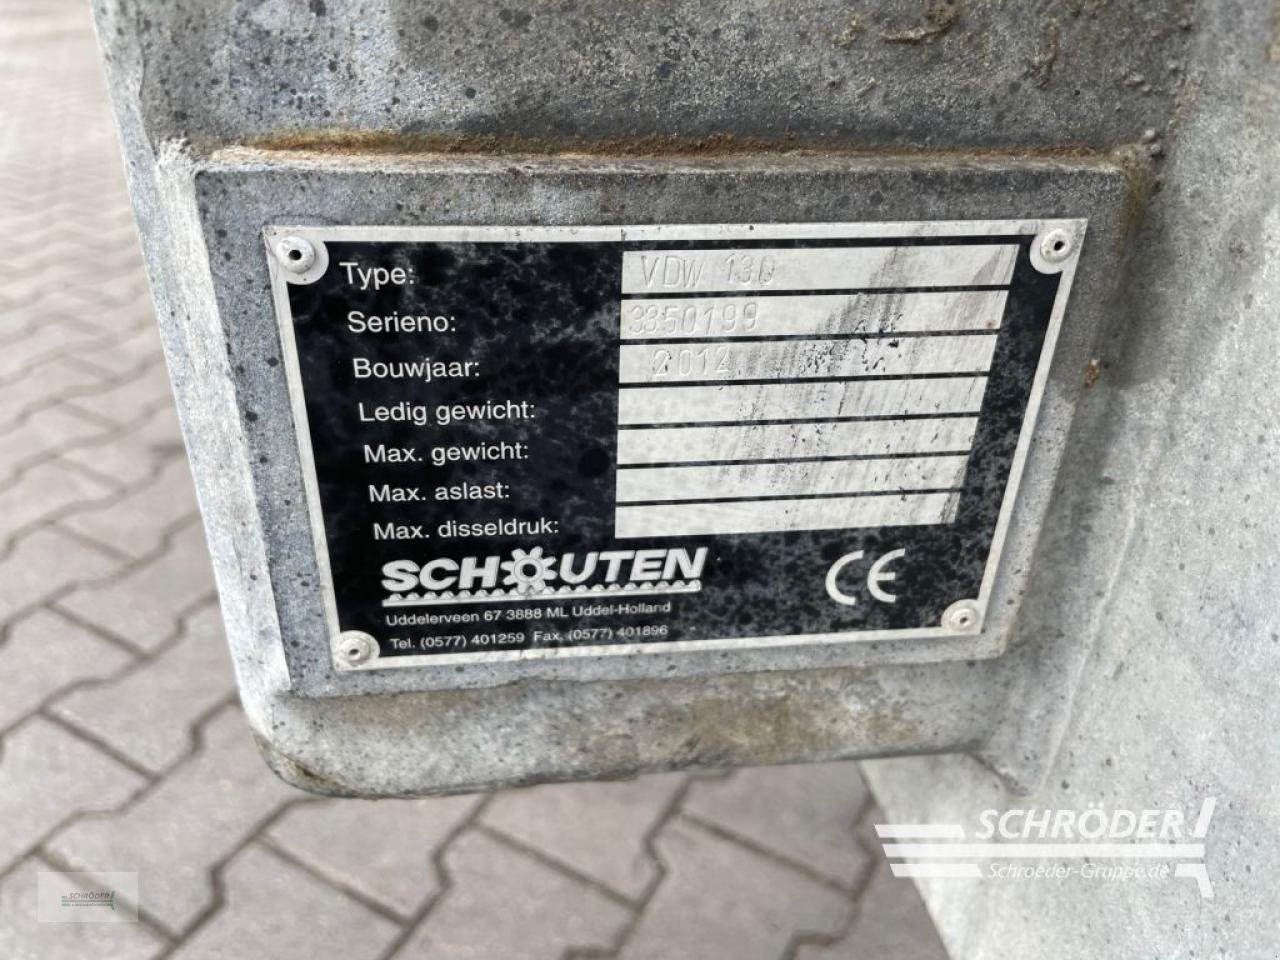 Type: VDW 130
Serieno: 3350199
Bouwjaar: 2012
Ledig gewicht:
Max. gewicht:
Max. aslast:
Max. disseldruk:
SCHOUTEN
CE
Uddelerveen 67 3888 ML Uddel-Holland
Tel. (0577) 401259 Fax. (0577) 401896
SCHRÖDER
Schroeder-Gruppe.de
SCHRÖDER